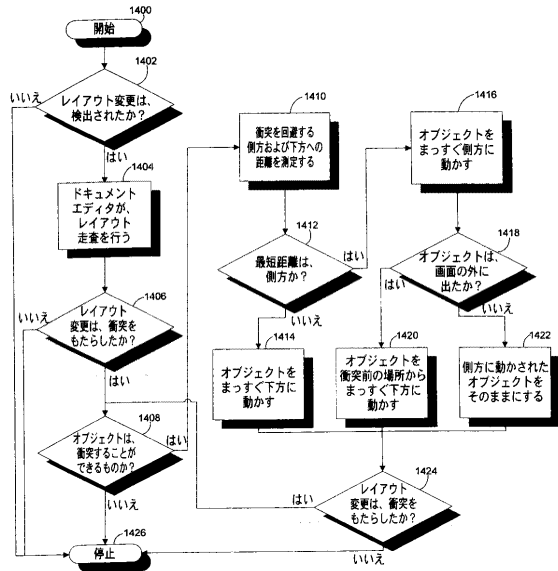 1400
開始
1402
レイアウト変更は、
検出されたか？
いいえ
はい
1404
ドキュメント
エディタが、
レイアウト
走査を行う
1406
レイアウト
変更は、衝突を
もたらしたか？
いいえ
はい
1408
オブジェクトは、
衝突することが
できるものか？
はい
いいえ
1426
停止
1410
衝突を回避する
側方および下方への
距離を測定する
1412
最短距離は、
側方か？
はい
いいえ
1414
オブジェクトを
まっすぐ下方に
動かす
1416
オブジェクトを
まっすぐ側方に
動かす
1418
オブジェクトは、
画面の外に
出たか？
はい
いいえ
1420
オブジェクトを
衝突前の場所から
まっすぐ下方に
動かす
1422
側方に動かされた
オブジェクトを
そのままにする
1424
レイアウト
変更は、衝突を
もたらしたか？
はい
いいえ